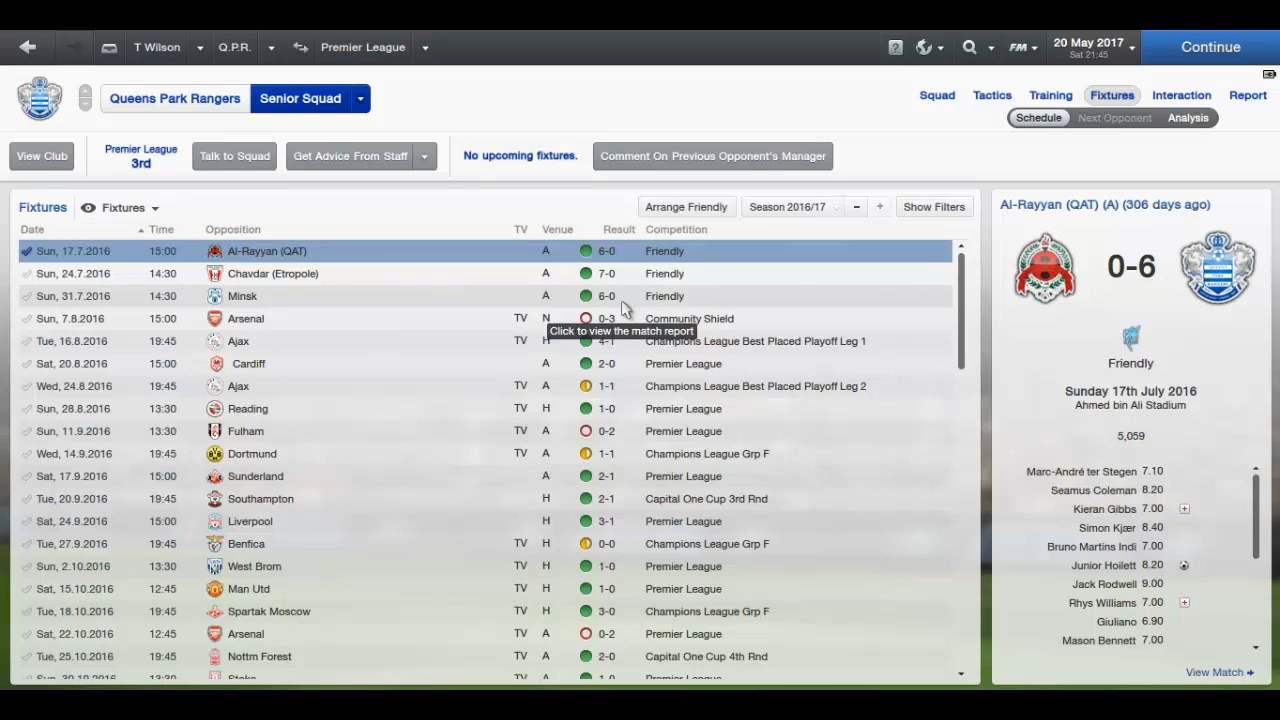 T Wilson Q.P.R. Premier League FM 20 May 2017 Continue
Sat 21:45
Queens Park Rangers Senior Squad Squad Tactics Training Fixtures Interaction Report
Schedule Next Opponent Analysis
View Club Premier League Talk to Squad Get Advice From Staff No upcoming fixtures. Comment On Previous Opponent's Manager
3rd
Fixtures Fixtures Arrange Friendly Season 2016/17 - + Show Filters
Date Time Opposition TV Venue Result Competition
Sun, 17.7.2016 15:00 Al-Rayyan (QAT) A 6-0 Friendly
Sun, 24.7.2016 14:30 Chavdar (Etropole) A 7-0 Friendly
Sun, 31.7.2016 14:30 Minsk A 6-0 Friendly
Sun, 7.8.2016 15:00 Arsenal TV N 0-3 Community Shield
Click to view the match report
Tue, 16.8.2016 19:45 Ajax TV H 4-1 Champions League Best Placed Playoff Leg 1
Sat, 20.8.2016 15:00 Cardiff A 2-0 Premier League
Wed, 24.8.2016 19:45 Ajax TV A 1-1 Champions League Best Placed Playoff Leg 2
Sun, 28.8.2016 13:30 Reading TV H 1-0 Premier League
Sun, 11.9.2016 13:30 Fulham TV A 0-2 Premier League
Wed, 14.9.2016 19:45 Dortmund TV A 1-1 Champions League Grp F
Sat, 17.9.2016 15:00 Sunderland A 2-1 Premier League
Tue, 20.9.2016 19:45 Southampton H 2-1 Capital One Cup 3rd Rnd
Sat, 24.9.2016 15:00 Liverpool H 3-1 Premier League
Tue, 27.9.2016 19:45 Benfica TV H 0-0 Champions League Grp F
Sun, 2.10.2016 13:30 West Brom TV H 1-0 Premier League
Sat, 15.10.2016 12:45 Man Utd TV H 1-0 Premier League
Tue, 18.10.2016 19:45 Spartak Moscow TV H 3-0 Champions League Grp F
Sat, 22.10.2016 12:45 Arsenal TV A 0-2 Premier League
Tue, 25.10.2016 19:45 Nottm Forest TV A 2-0 Capital One Cup 4th Rnd
Sun, 30.10.2016 13:30 Stoke TV A 1-0 Premier League
Al-Rayyan (QAT) (A) (306 days ago)
0-6
Friendly
Sunday 17th July 2016
Ahmed bin Ali Stadium
5,059
Marc-André ter Stegen 7.10
Seamus Coleman 8.20
Kieran Gibbs 7.00
Simon Kjær 8.40
Bruno Martins Indi 7.00
Junior Hoilett 8.20
Jack Rodwell 9.00
Rhys Williams 7.00
Giuliano 6.90
Mason Bennett 7.00
View Match